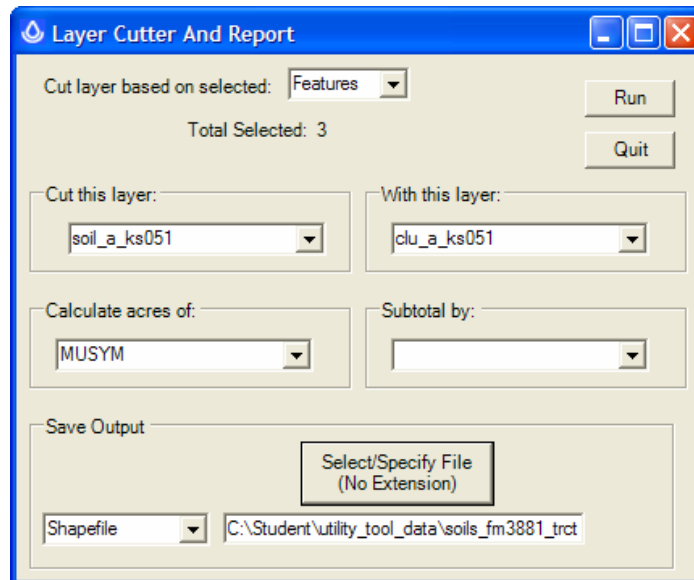 Layer Cutter And Report
Cut layer based on selected: Features
Run
Total Selected: 3
Quit
Cut this layer:
With this layer:
soil_a_ks051
clu_a_ks051
Calculate acres of:
Subtotal by:
MUSYM
Save Output
Select/Specify File
(No Extension)
Shapefile
C:\Student\utility_tool_data\soils_fm3881_trct